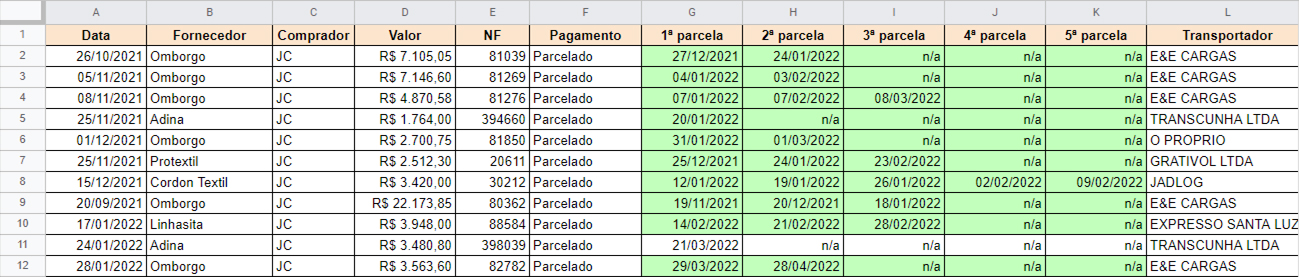 A B C D E F G H I J K L
1 Data Fornecedor Comprador Valor NF Pagamento 1ª parcela 2ª parcela 3ª parcela 4ª parcela 5ª parcela Transportador
2 26/10/2021 Omborgo JC R$ 7.105,05 81039 Parcelado 27/12/2021 24/01/2022 n/a n/a n/a E&E CARGAS
3 05/11/2021 Omborgo JC R$ 7.146,60 81269 Parcelado 04/01/2022 03/02/2022 n/a n/a n/a E&E CARGAS
4 08/11/2021 Omborgo JC R$ 4.870,58 81276 Parcelado 07/01/2022 07/02/2022 08/03/2022 n/a n/a E&E CARGAS
5 25/11/2021 Adina JC R$ 1.764,00 394660 Parcelado 20/01/2022 n/a n/a n/a n/a TRANSCUNHA LTDA
6 01/12/2021 Omborgo JC R$ 2.700,75 81850 Parcelado 31/01/2022 01/03/2022 n/a n/a n/a O PROPRIO
7 25/11/2021 Protextil JC R$ 2.512,30 20611 Parcelado 25/12/2021 24/01/2022 23/02/2022 n/a n/a GRATIVOL LTDA
8 15/12/2021 Cordon Textil JC R$ 3.420,00 30212 Parcelado 12/01/2022 19/01/2022 26/01/2022 02/02/2022 09/02/2022 JADLOG
9 20/09/2021 Omborgo JC R$ 22.173,85 80362 Parcelado 19/11/2021 20/12/2021 18/01/2022 n/a n/a E&E CARGAS
10 17/01/2022 Linhasita JC R$ 3.948,00 88584 Parcelado 14/02/2022 21/02/2022 28/02/2022 n/a n/a EXPRESSO SANTA LUZ
11 24/01/2022 Adina JC R$ 3.480,80 398039 Parcelado 21/03/2022 n/a n/a n/a n/a TRANSCUNHA LTDA
12 28/01/2022 Omborgo JC R$ 3.563,60 82782 Parcelado 29/03/2022 28/04/2022 n/a n/a n/a E&E CARGAS